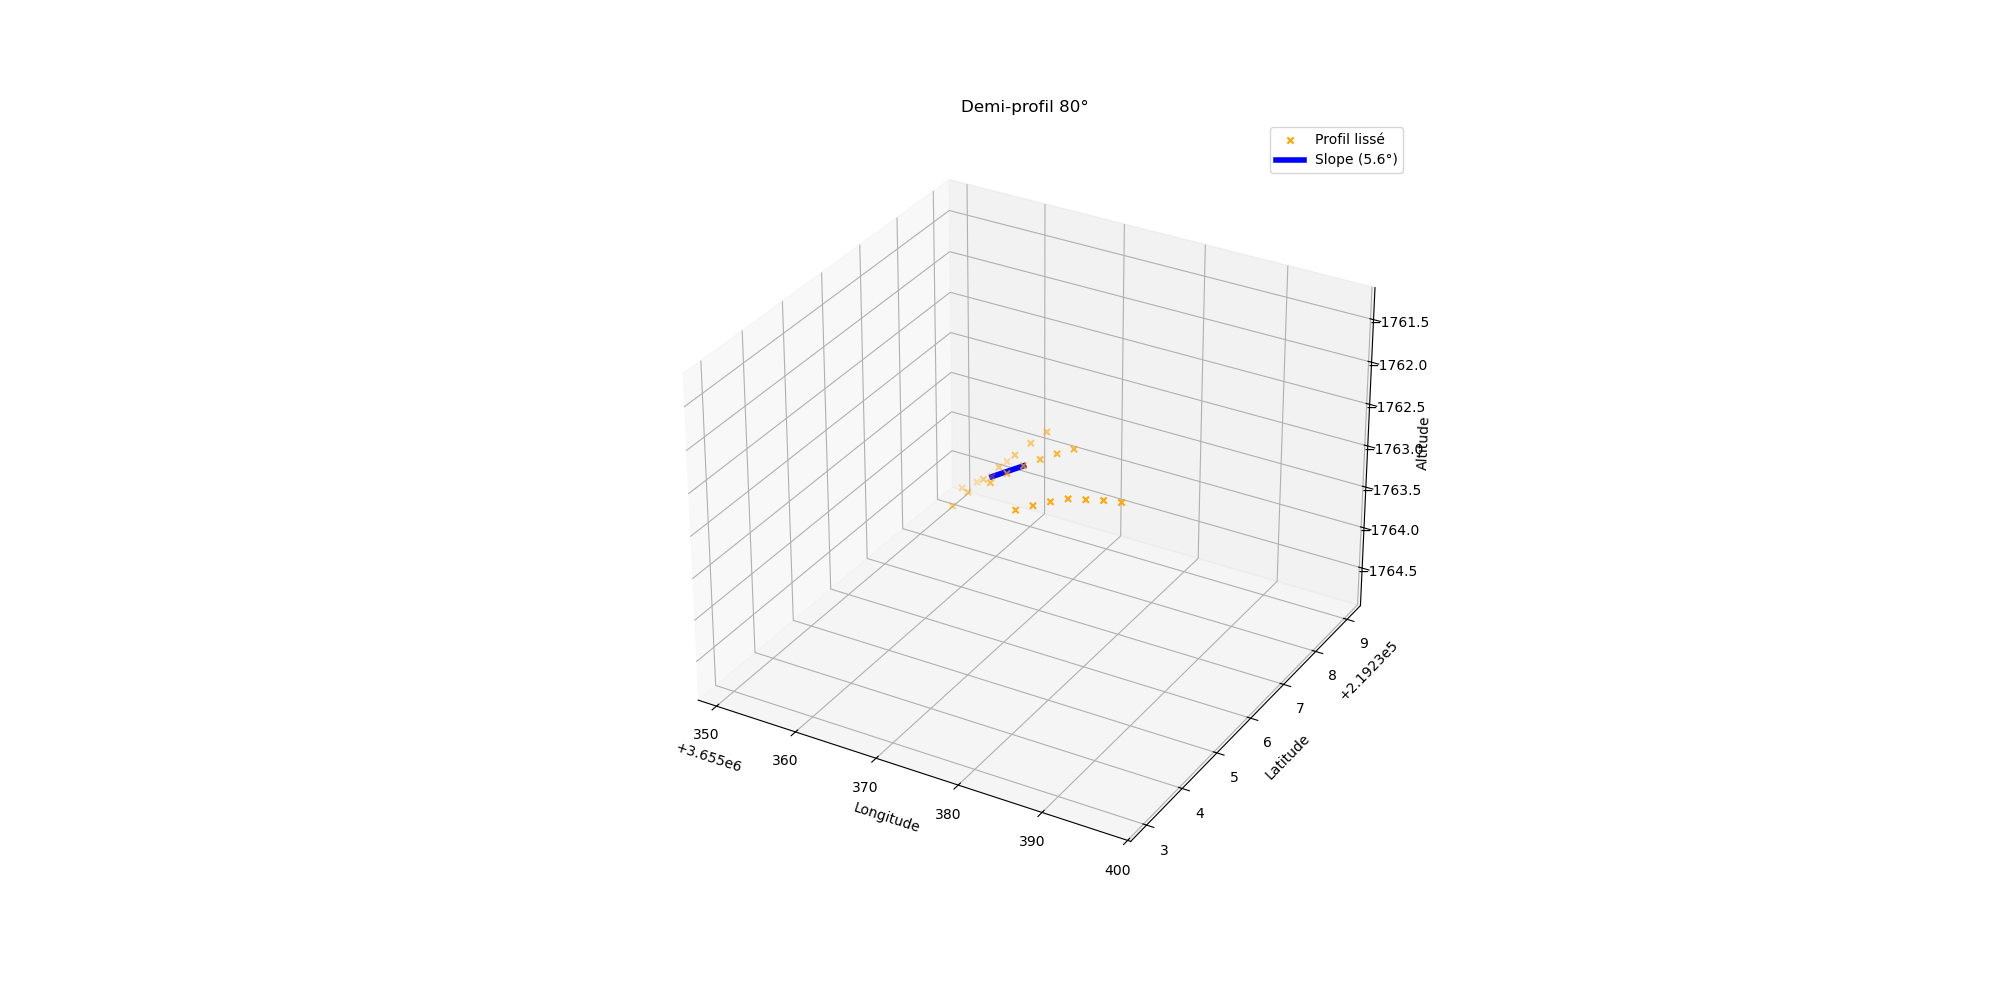 Demi-profil 80°
Profil lissé
Slope (5.6°)
−1761.5
−1762.0
−1762.5
−1763.0
−1763.5
−1764.0
−1764.5
Altitude
9
8
7
6
5
4
3
+2.1923e5
Latitude
350
360
370
380
390
400
+3.655e6
Longitude